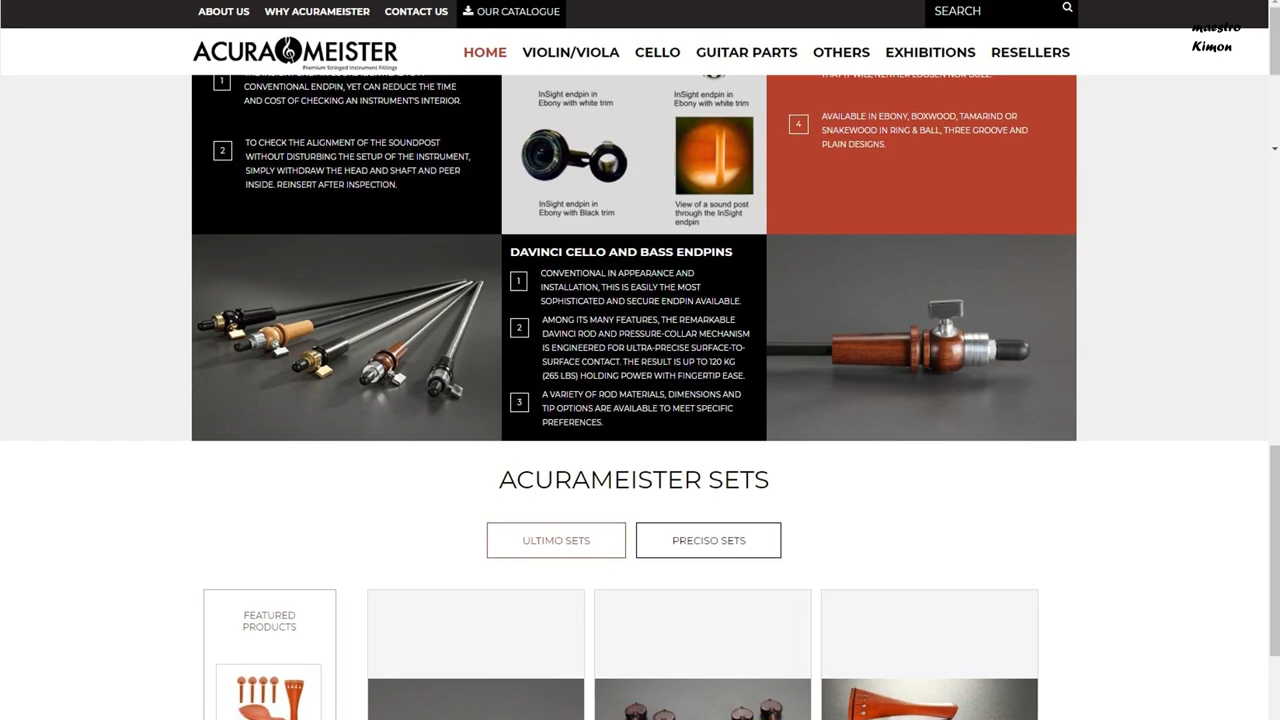 ABOUT US WHY ACURAMEISTER CONTACT US OUR CATALOGUE SEARCH
maestro
Kimon
ACURA MEISTER
Premium Stringed Instrument Fittings
HOME VIOLIN/VIOLA CELLO GUITAR PARTS OTHERS EXHIBITIONS RESELLERS
1
CONVENTIONAL ENDPIN, YET CAN REDUCE THE TIME
AND COST OF CHECKING AN INSTRUMENT'S INTERIOR.
2
TO CHECK THE ALIGNMENT OF THE SOUNDPOST
WITHOUT DISTURBING THE SETUP OF THE INSTRUMENT,
SIMPLY WITHDRAW THE HEAD AND SHAFT AND PEER
INSIDE. REINSERT AFTER INSPECTION.
InSight endpin in
Ebony with white trim
InSight endpin in
Ebony with white trim
InSight endpin in
Ebony with Black trim
View of a sound post
through the InSight
endpin
THAT IT WILL NEITHER LOOSEN NOR BUZZ.
4
AVAILABLE IN EBONY, BOXWOOD, TAMARIND OR
SNAKEWOOD IN RING & BALL, THREE GROOVE AND
PLAIN DESIGNS.
DAVINCI CELLO AND BASS ENDPINS
1
CONVENTIONAL IN APPEARANCE AND
INSTALLATION, THIS IS EASILY THE MOST
SOPHISTICATED AND SECURE ENDPIN AVAILABLE.
2
AMONG ITS MANY FEATURES, THE REMARKABLE
DAVINCI ROD AND PRESSURE-COLLAR MECHANISM
IS ENGINEERED FOR ULTRA-PRECISE SURFACE-TO-
SURFACE CONTACT. THE RESULT IS UP TO 120 KG
(265 LBS) HOLDING POWER WITH FINGERTIP EASE.
3
A VARIETY OF ROD MATERIALS, DIMENSIONS AND
TIP OPTIONS ARE AVAILABLE TO MEET SPECIFIC
PREFERENCES.
ACURAMEISTER SETS
ULTIMO SETS PRECISO SETS
FEATURED
PRODUCTS